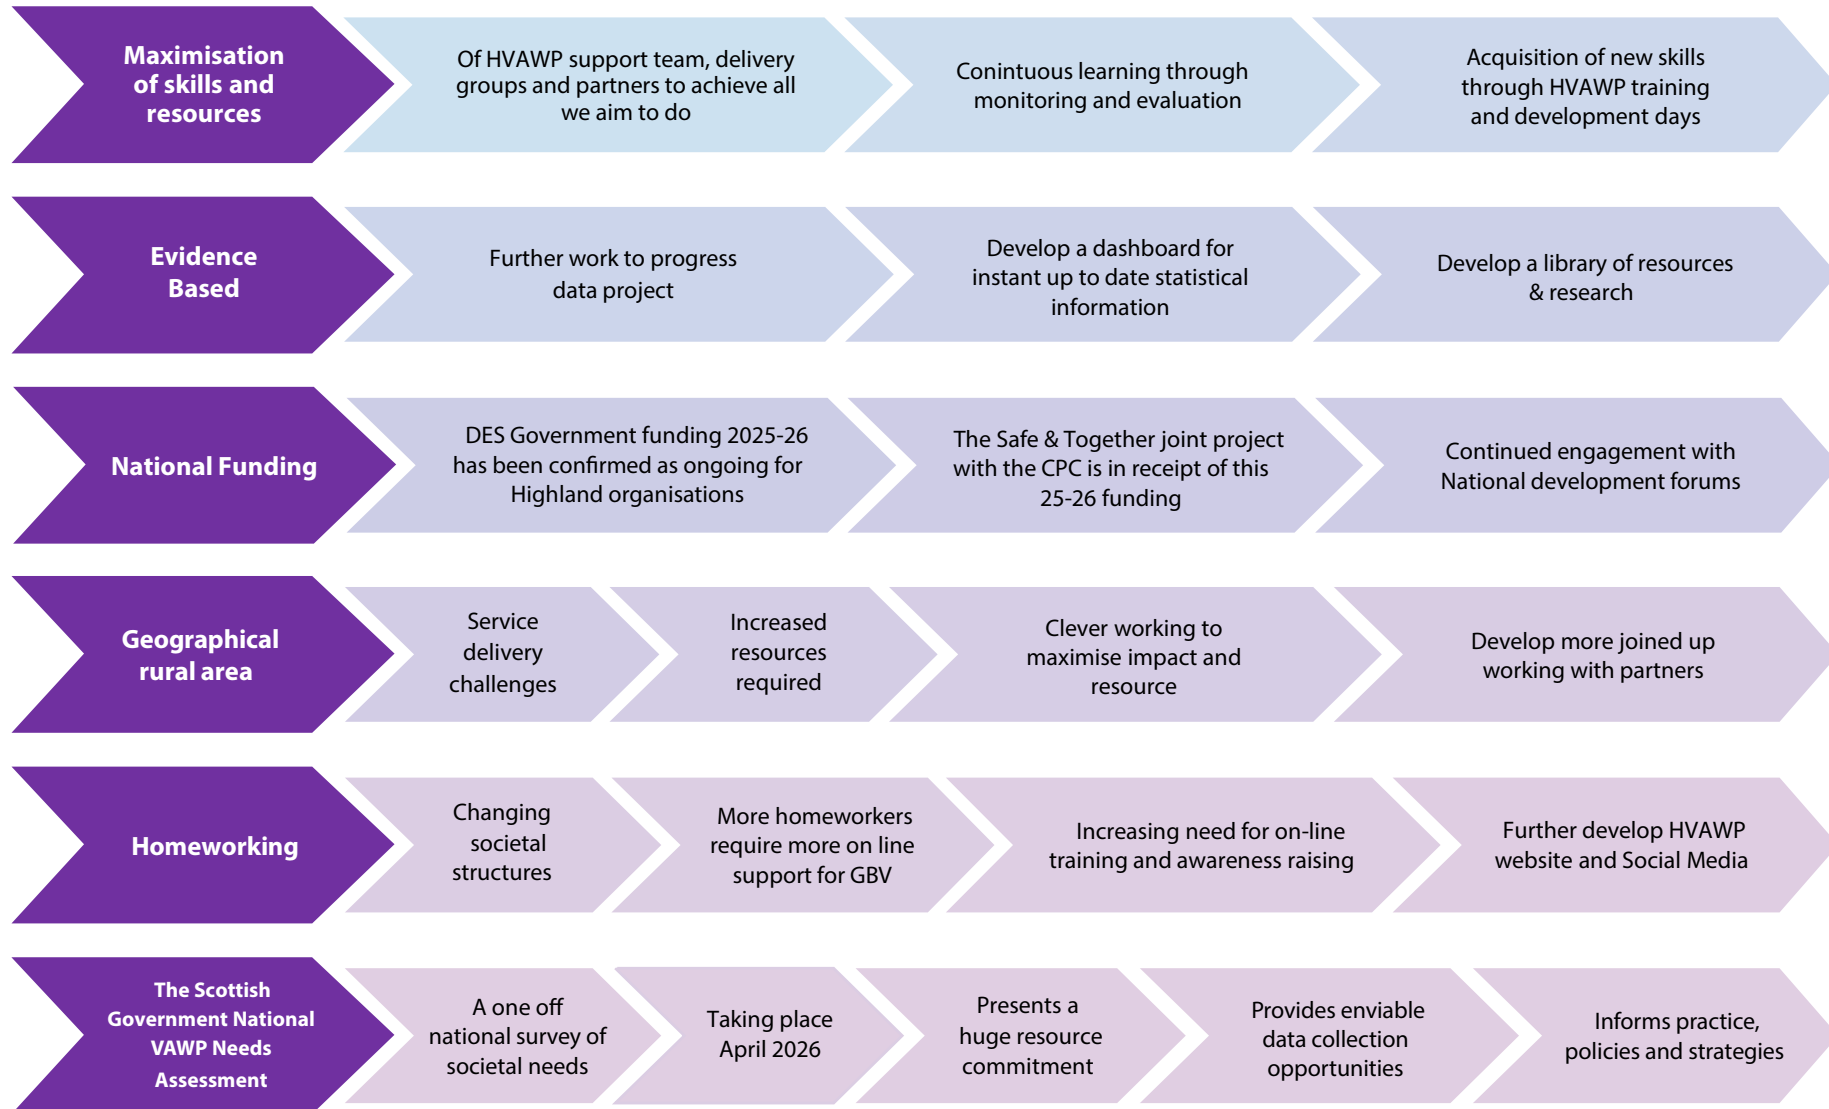 Maximisation
of skills and
resources
Of HVAWP support team, delivery
groups and partners to achieve all
we aim to do
Conintuous learning through
monitoring and evaluation
Acquisition of new skills
through HVAWP training
and development days
Evidence
Based
Further work to progress
data project
Develop a dashboard for
instant up to date statistical
information
Develop a library of resources
& research
National Funding
DES Government funding 2025-26
has been confirmed as ongoing for
Highland organisations
The Safe & Together joint project
with the CPC is in receipt of this
25-26 funding
Continued engagement with
National development forums
Geographical
rural area
Service
delivery
challenges
Increased
resources
required
Clever working to
maximise impact and
resource
Develop more joined up
working with partners
Homeworking
Changing
societal
structures
More homeworkers
require more on line
support for GBV
Increasing need for on-line
training and awareness raising
Further develop HVAWP
website and Social Media
The Scottish
Government National
VAWP Needs
Assessment
A one off
national survey of
societal needs
Taking place
April 2026
Presents a
huge resource
commitment
Provides enviable
data collection
opportunities
Informs practice,
policies and strategies